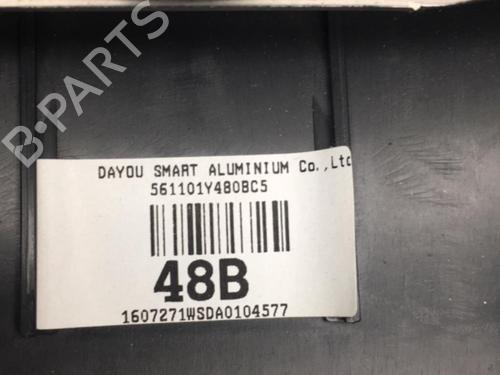 B-PARTS
DAYOU SMART ALUMINIUM Co.,Ltd
561101Y480BC5
48B
1607271WSDA0104577